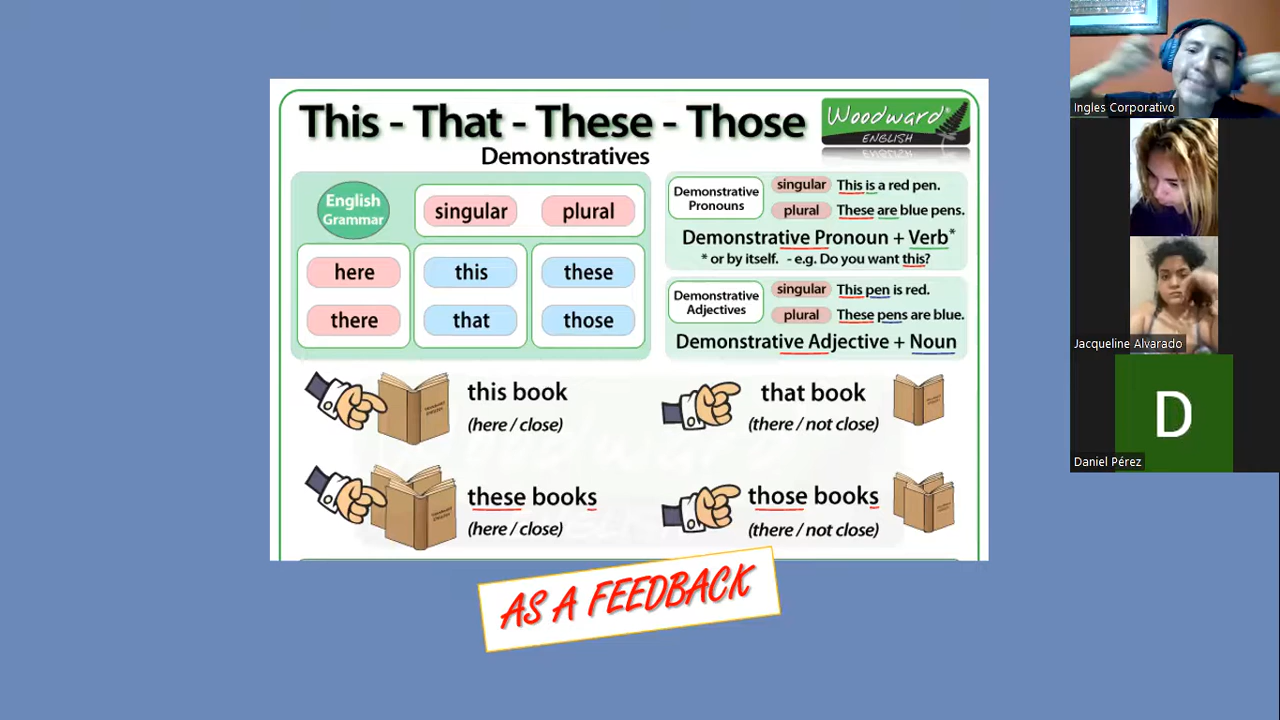 This - That - These - Those
Demonstratives
Woodward
ENGLISH
English
Grammar
singular
plural
here
this
these
there
that
those
Demonstrative
Pronouns
singular
This is a red pen.
plural
These are blue pens.
Demonstrative Pronoun + Verb*
* or by itself. - e.g. Do you want this?
Demonstrative
Adjectives
singular
This pen is red.
plural
These pens are blue.
Demonstrative Adjective + Noun
this book
(here / close)
that book
(there / not close)
these books
(here / close)
those books
(there / not close)
AS A FEEDBACK
Ingles Corporativo
Jacqueline Alvarado
D
Daniel Pérez